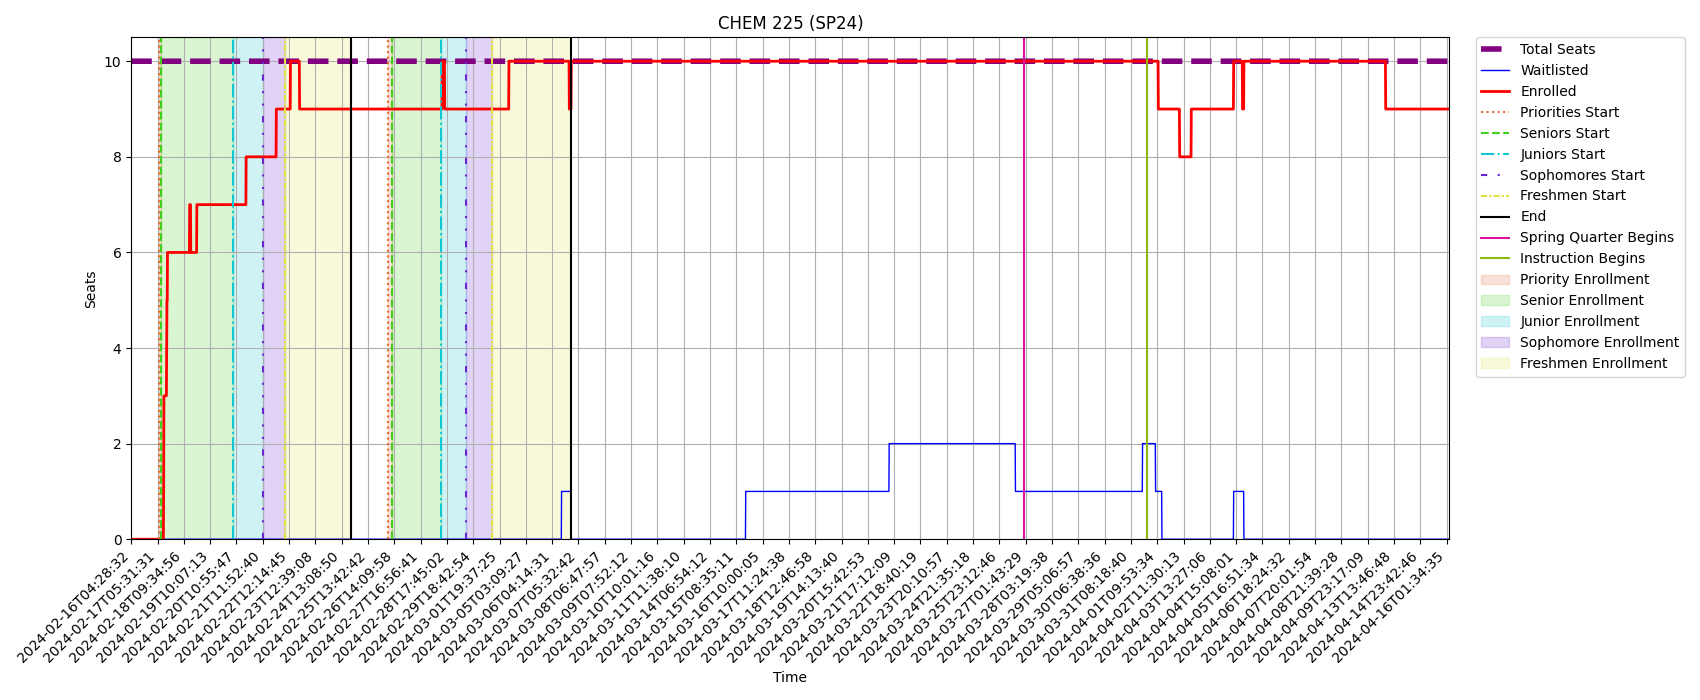 CHEM 225 (SP24)
Seats
10
8
6
4
2
0
2024-02-16T04:28:32
2024-02-17T05:31:31
2024-02-18T09:34:56
2024-02-19T10:07:13
2024-02-20T10:55:47
2024-02-21T11:52:40
2024-02-22T12:14:45
2024-02-23T12:39:08
2024-02-24T13:08:50
2024-02-25T13:42:42
2024-02-26T14:09:58
2024-02-27T16:56:41
2024-02-28T17:45:02
2024-02-29T18:42:54
2024-03-01T19:37:25
2024-03-05T03:09:27
2024-03-06T04:14:31
2024-03-07T05:32:42
2024-03-08T06:47:57
2024-03-09T07:52:12
2024-03-10T10:01:16
2024-03-11T11:38:10
2024-03-14T06:54:12
2024-03-15T08:35:11
2024-03-16T10:00:05
2024-03-17T11:24:38
2024-03-18T12:46:58
2024-03-19T14:13:40
2024-03-20T15:42:53
2024-03-21T17:12:09
2024-03-22T18:40:19
2024-03-23T20:10:57
2024-03-24T21:35:18
2024-03-25T23:12:46
2024-03-27T01:43:29
2024-03-28T03:19:38
2024-03-29T05:06:57
2024-03-30T06:38:36
2024-03-31T08:18:40
2024-04-01T09:53:34
2024-04-02T11:30:13
2024-04-03T13:27:06
2024-04-04T15:08:01
2024-04-05T16:51:34
2024-04-06T18:24:32
2024-04-07T20:01:54
2024-04-08T21:39:28
2024-04-09T23:17:09
2024-04-13T13:46:48
2024-04-14T23:42:46
2024-04-16T01:34:35
Time
Total Seats
Waitlisted
Enrolled
Priorities Start
Seniors Start
Juniors Start
Sophomores Start
Freshmen Start
End
Spring Quarter Begins
Instruction Begins
Priority Enrollment
Senior Enrollment
Junior Enrollment
Sophomore Enrollment
Freshmen Enrollment